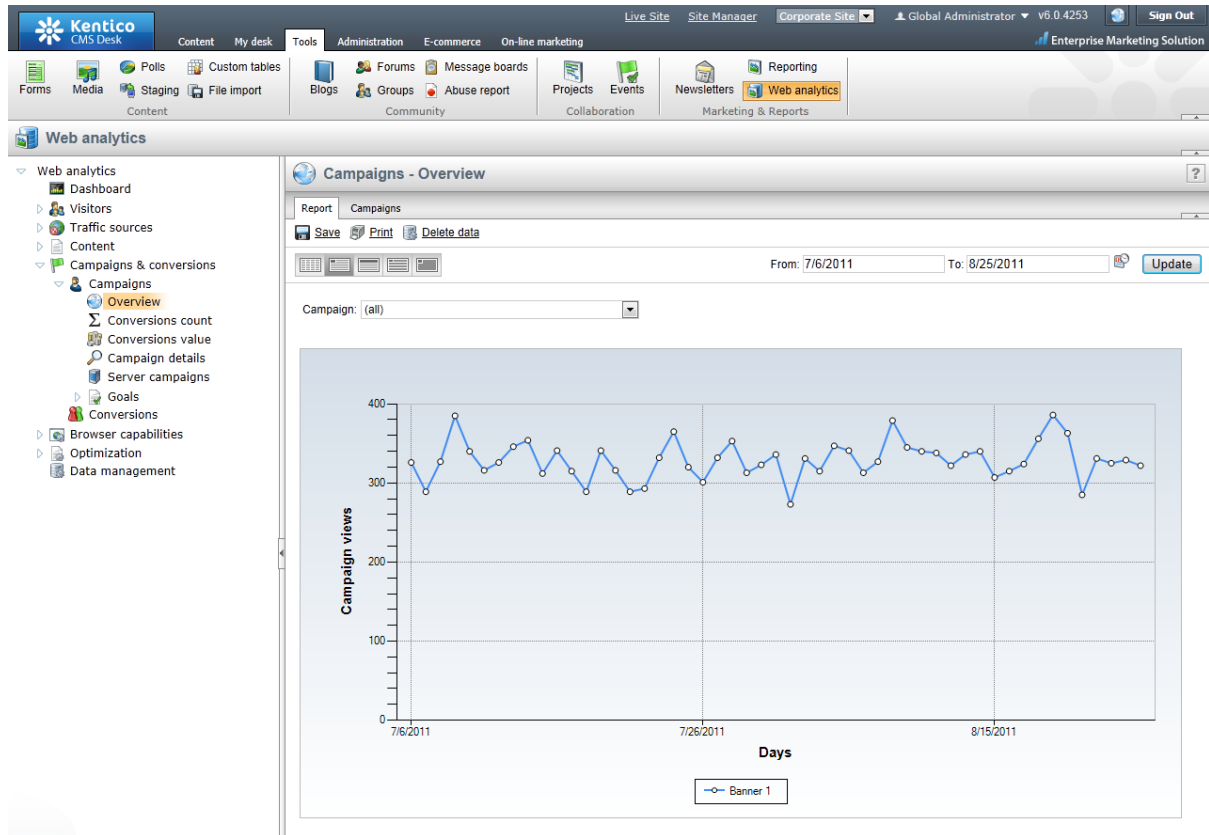 Kentico
CMS Desk
Live Site Site Manager Corporate Site Global Administrator v6.0.4253 Sign Out
Content My desk Tools Administration E-commerce On-line marketing
Enterprise Marketing Solution
Forms Media Polls Custom tables Staging File import
Content
Blogs Forums Message boards Groups Abuse report
Community
Projects Events
Collaboration
Newsletters Reporting Web analytics
Marketing & Reports
Web analytics
Web analytics
Dashboard
Visitors
Traffic sources
Content
Campaigns & conversions
Campaigns
Overview
Σ Conversions count
Conversions value
Campaign details
Server campaigns
Goals
Conversions
Browser capabilities
Optimization
Data management
Campaigns - Overview ?
Report Campaigns
Save Print Delete data
From: 7/6/2011 To: 8/25/2011 Update
Campaign: (all)
Campaign views
400
300
200
100
0
7/6/2011 7/26/2011 8/15/2011
Days
Banner 1